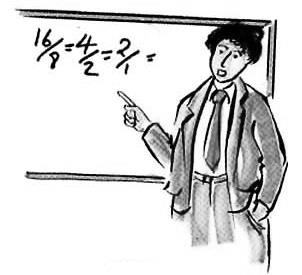 16/8 = 4/2 = 2/1 =